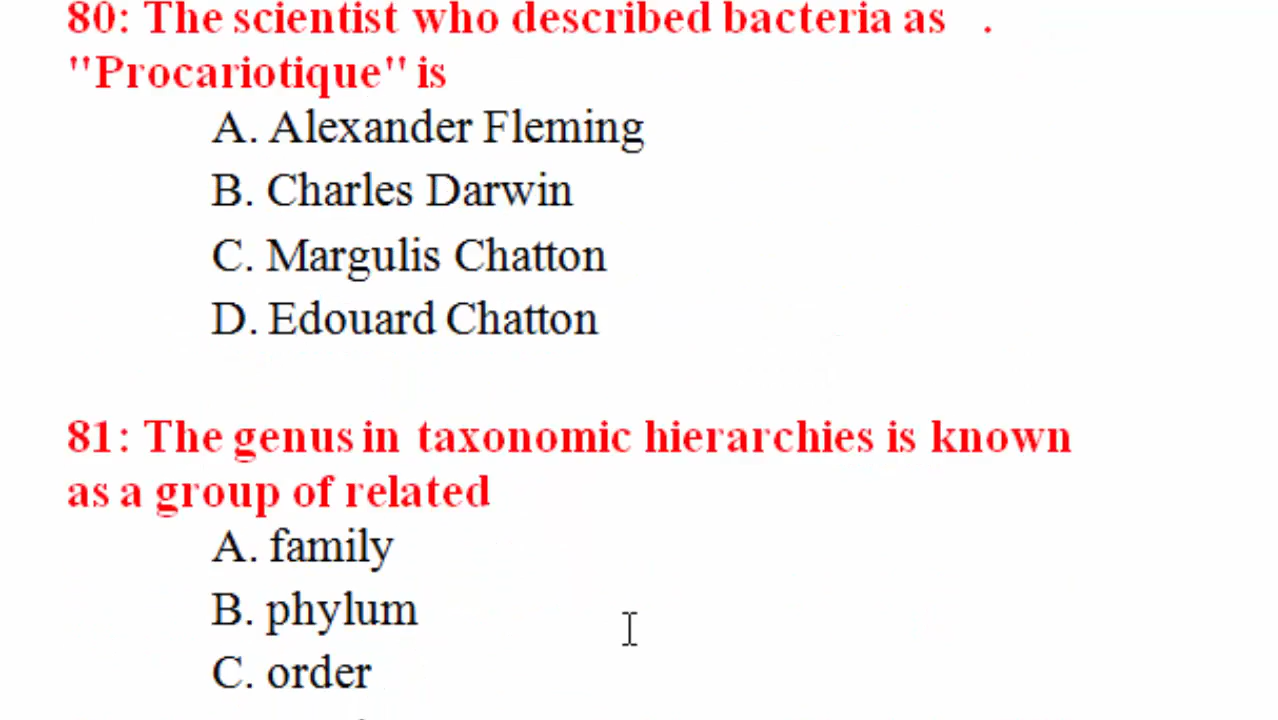 80: The scientist who described bacteria as .
"Procariotique" is
A. Alexander Fleming
B. Charles Darwin
C. Margulis Chatton
D. Edouard Chatton
81: The genus in taxonomic hierarchies is known
as a group of related
A. family
B. phylum
C. order